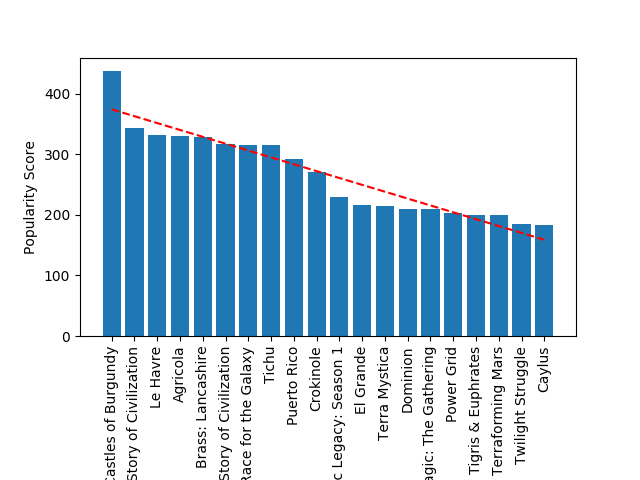 Popularity Score
400
300
200
100
0
Castles of Burgundy
Story of Civilization
Le Havre
Agricola
Brass: Lancashire
Story of Civilization
Race for the Galaxy
Tichu
Puerto Rico
Crokinole
c Legacy: Season 1
El Grande
Terra Mystica
Dominion
agic: The Gathering
Power Grid
Tigris & Euphrates
Terraforming Mars
Twilight Struggle
Caylus